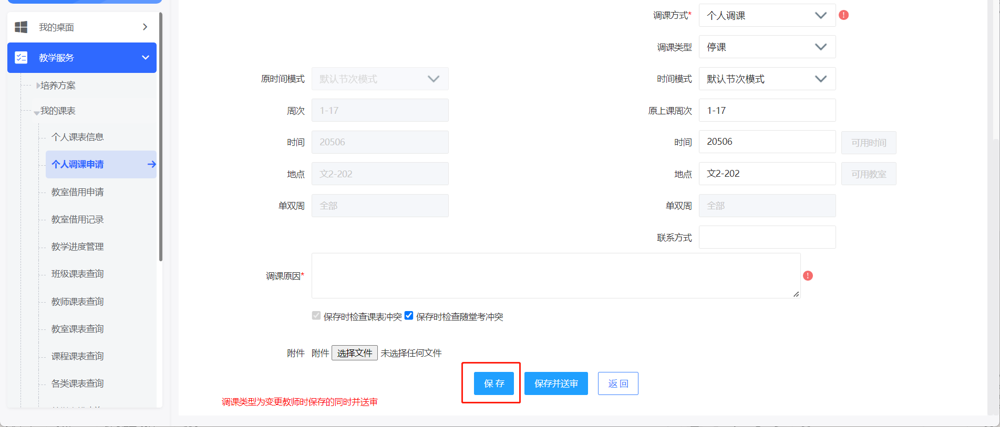 我的桌面
教学服务
培养方案
我的课表
个人课表信息
个人调课申请
教室借用申请
教室借用记录
教学进度管理
班级课表查询
教师课表查询
教室课表查询
课程课表查询
各类课表查询
调课方式* 个人调课
调课类型 停课
原时间模式 默认节次模式 时间模式 默认节次模式
周次 1-17 原上课周次 1-17
时间 20506 时间 20506 可用时间
地点 文2-202 地点 文2-202 可用教室
单双周 全部 单双周 全部
联系方式
调课原因*
保存时检查课表冲突 保存时检查随堂考冲突
附件 附件 选择文件 未选择任何文件
保 存 保存并送审 返 回
调课类型为变更教师时保存的同时并送审